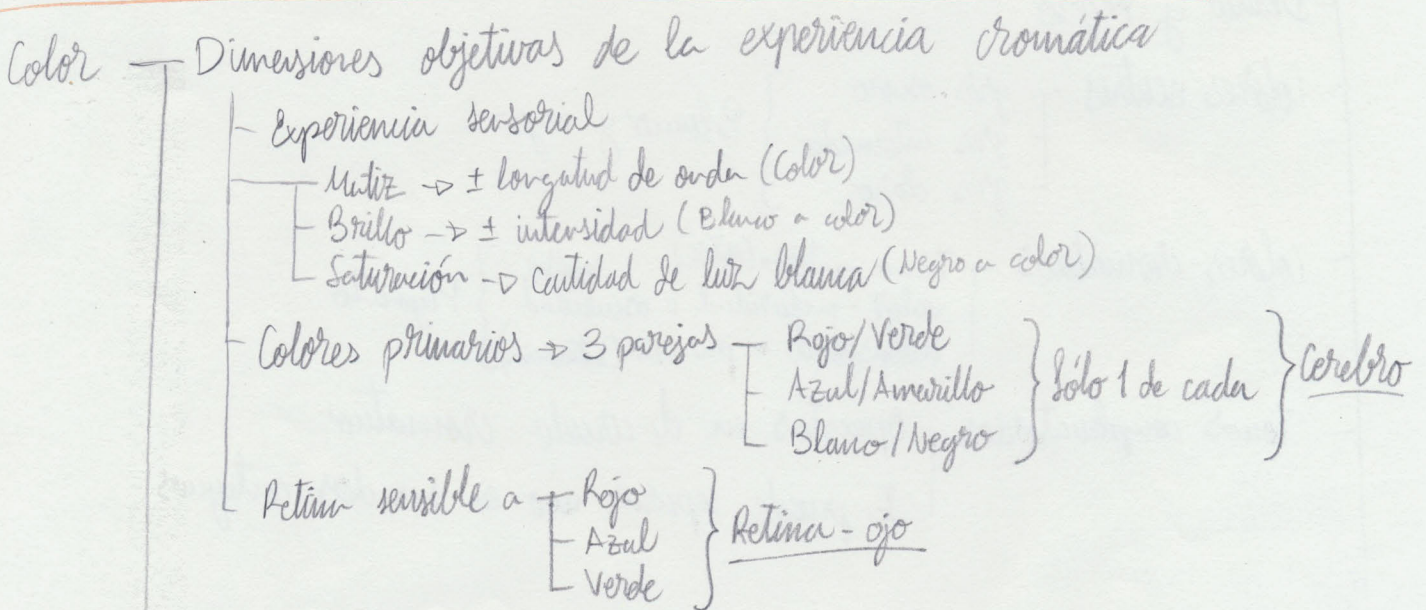 Color — Dimensiones objetivas de la experiencia cromática
Experiencia sensorial
Matiz → ± longitud de onda (Color)
Brillo → ± intensidad (Blanco a color)
Saturación → Cantidad de luz blanca (Negro a color)
Colores primarios → 3 parejas — Rojo/Verde
Azul/Amarillo } Sólo 1 de cada } Cerebro
Blanco/Negro
Retina sensible a — Rojo
Azul } Retina - ojo
Verde